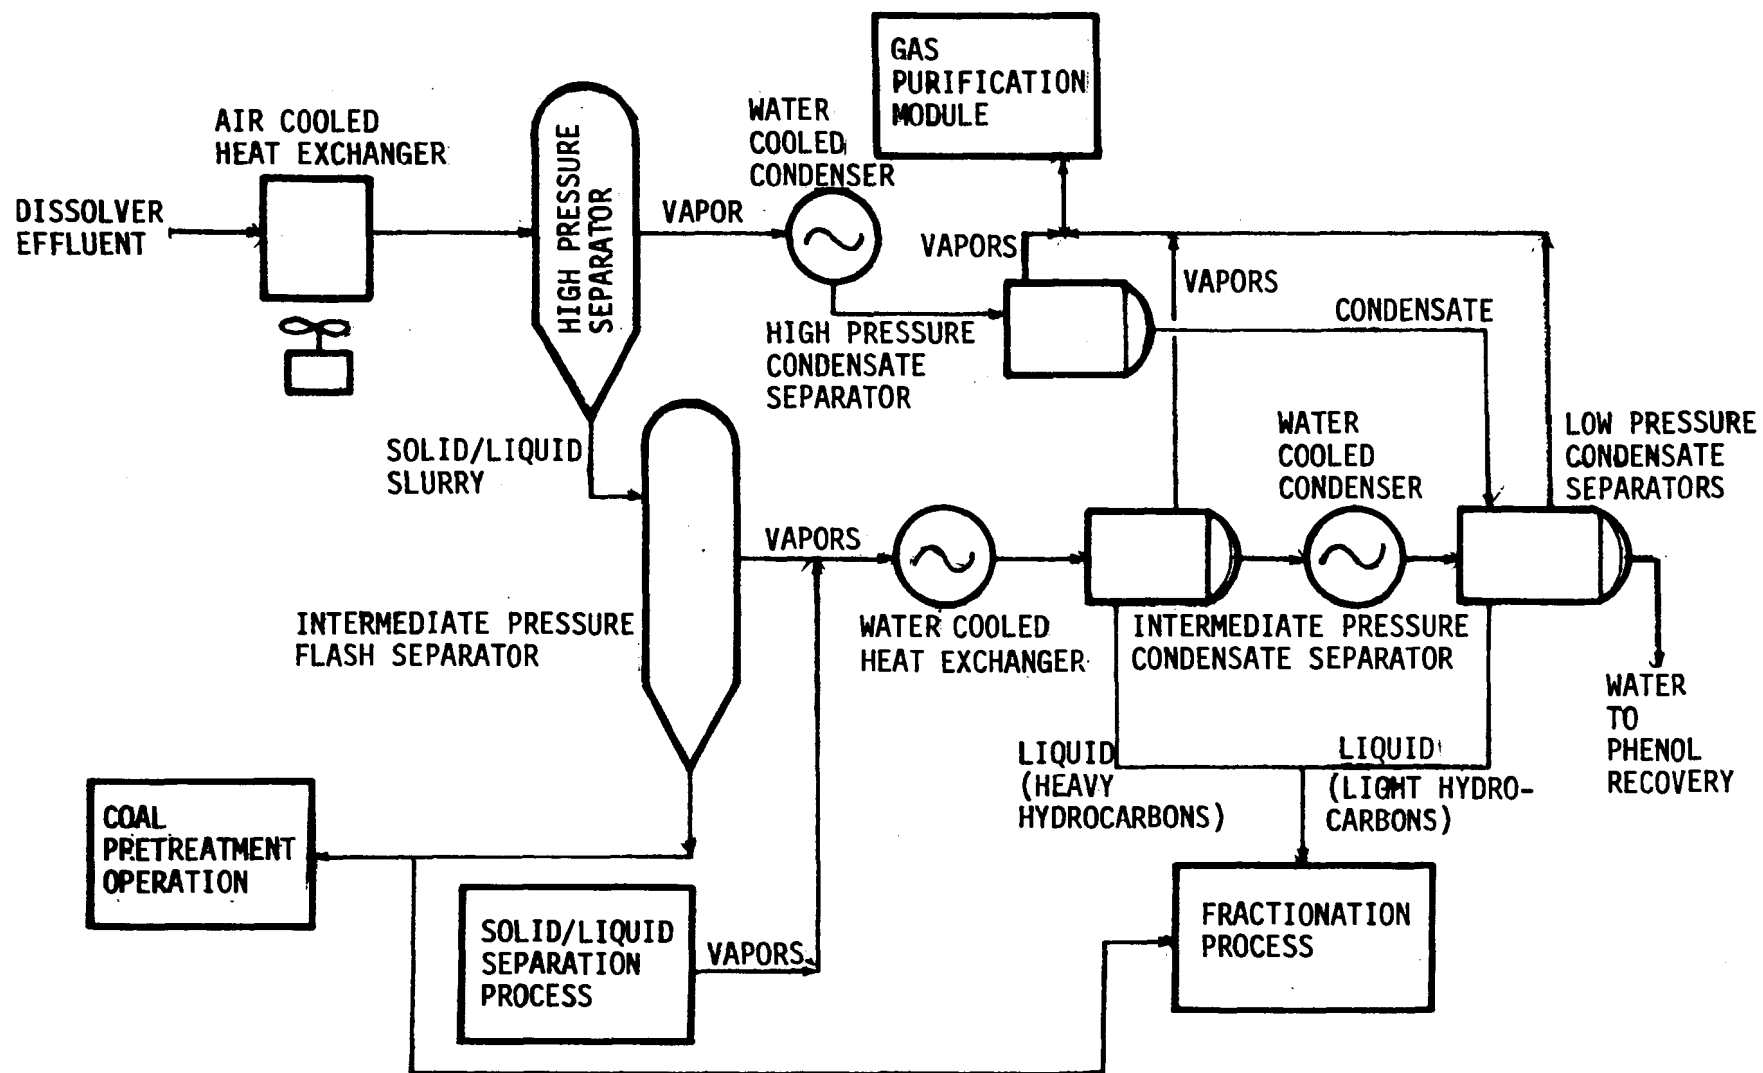 GAS
PURIFICATION
MODULE
WATER
COOLED
CONDENSER
AIR COOLED
HEAT EXCHANGER
HIGH PRESSURE
SEPARATOR
DISSOLVER
EFFLUENT
VAPOR
VAPORS
VAPORS
CONDENSATE
HIGH PRESSURE
CONDENSATE
SEPARATOR
SOLID/LIQUID
SLURRY
WATER
COOLED
CONDENSER
LOW PRESSURE
CONDENSATE
SEPARATORS
VAPORS
INTERMEDIATE PRESSURE
FLASH SEPARATOR
WATER COOLED
HEAT EXCHANGER
INTERMEDIATE PRESSURE
CONDENSATE SEPARATOR
WATER
TO
PHENOL
RECOVERY
LIQUID
(HEAVY
HYDROCARBONS)
LIQUID
(LIGHT HYDRO-
CARBONS)
COAL
PRETREATMENT
OPERATION
SOLID/LIQUID
SEPARATION
PROCESS
VAPORS
FRACTIONATION
PROCESS